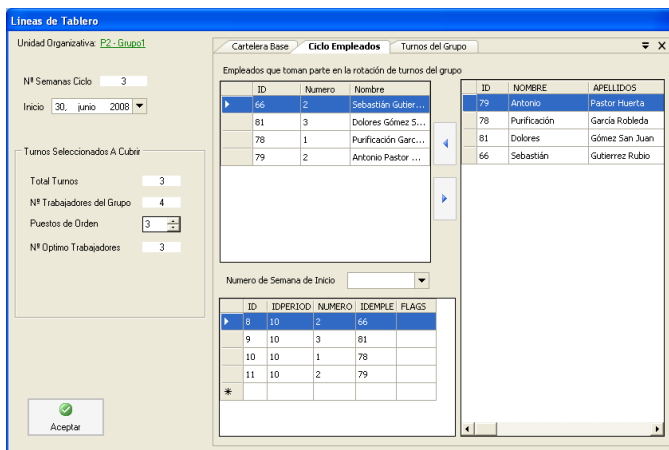 Lineas de Tablero
Unidad Organizativa: P2 - Grupo1
Nº Semanas Ciclo 3
Inicio 30, junio 2008
Turnos Seleccionados A Cubrir
Total Turnos 3
Nº Trabajadores del Grupo 4
Puestos de Orden 3
Nº Optimo Trabajadores 3
Aceptar
Cartelera Base Ciclo Empleados Turnos del Grupo
Empleados que toman parte en la rotación de turnos del grupo
ID Numero Nombre
66 2 Sebastián Gutier...
81 3 Dolores Gómez S...
78 1 Purificación Garc...
79 2 Antonio Pastor ...
Numero de Semana de Inicio
ID IDPERIOD NUMERO IDEMPLE FLAGS
8 10 2 66
9 10 3 81
10 10 1 78
11 10 2 79
ID NOMBRE APELLIDOS
79 Antonio Pastor Huerta
78 Purificación García Robleda
81 Dolores Gómez San Juan
66 Sebastián Gutierrez Rubio